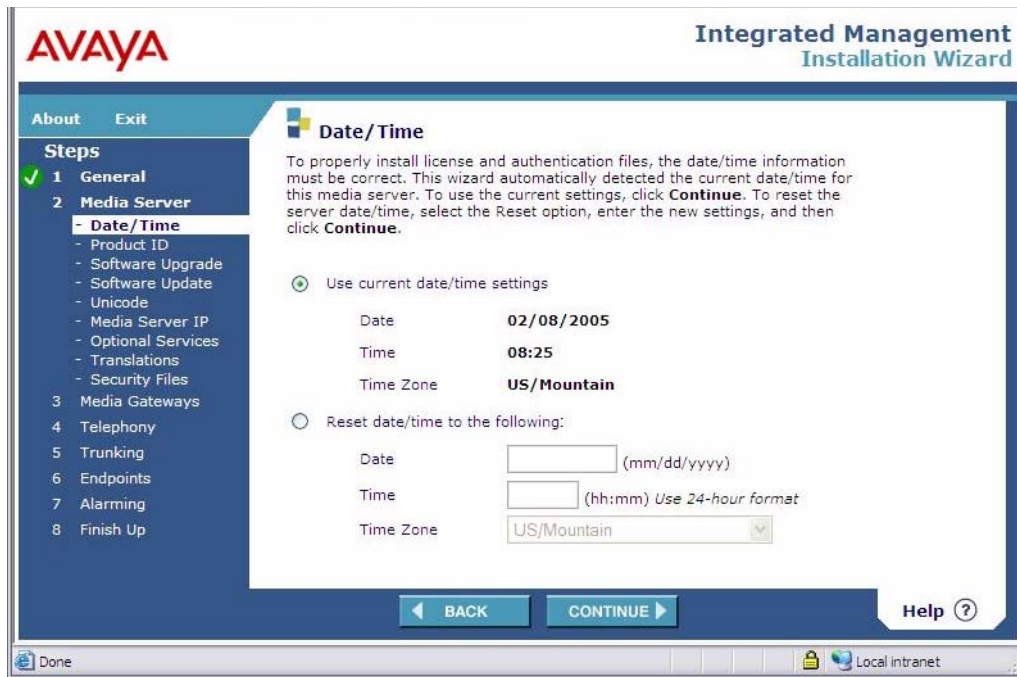 AVAYA
Integrated Management
Installation Wizard
About Exit
Steps
1 General
2 Media Server
- Date/Time
- Product ID
- Software Upgrade
- Software Update
- Unicode
- Media Server IP
- Optional Services
- Translations
- Security Files
3 Media Gateways
4 Telephony
5 Trunking
6 Endpoints
7 Alarming
8 Finish Up
Date/Time
To properly install license and authentication files, the date/time information
must be correct. This wizard automatically detected the current date/time for
this media server. To use the current settings, click Continue. To reset the
server date/time, select the Reset option, enter the new settings, and then
click Continue.
Use current date/time settings
Date 02/08/2005
Time 08:25
Time Zone US/Mountain
Reset date/time to the following:
Date (mm/dd/yyyy)
Time (hh:mm) Use 24-hour format
Time Zone US/Mountain
BACK CONTINUE
Help ?
Done Local intranet